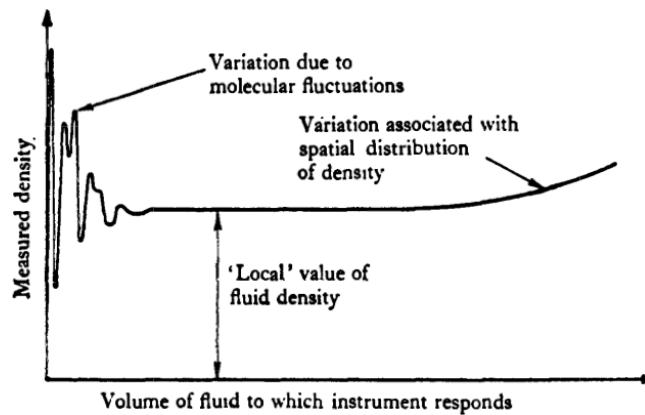 Variation due to
molecular fluctuations
Variation associated with
spatial distribution
of density
Measured density
'Local' value of
fluid density
Volume of fluid to which instrument responds